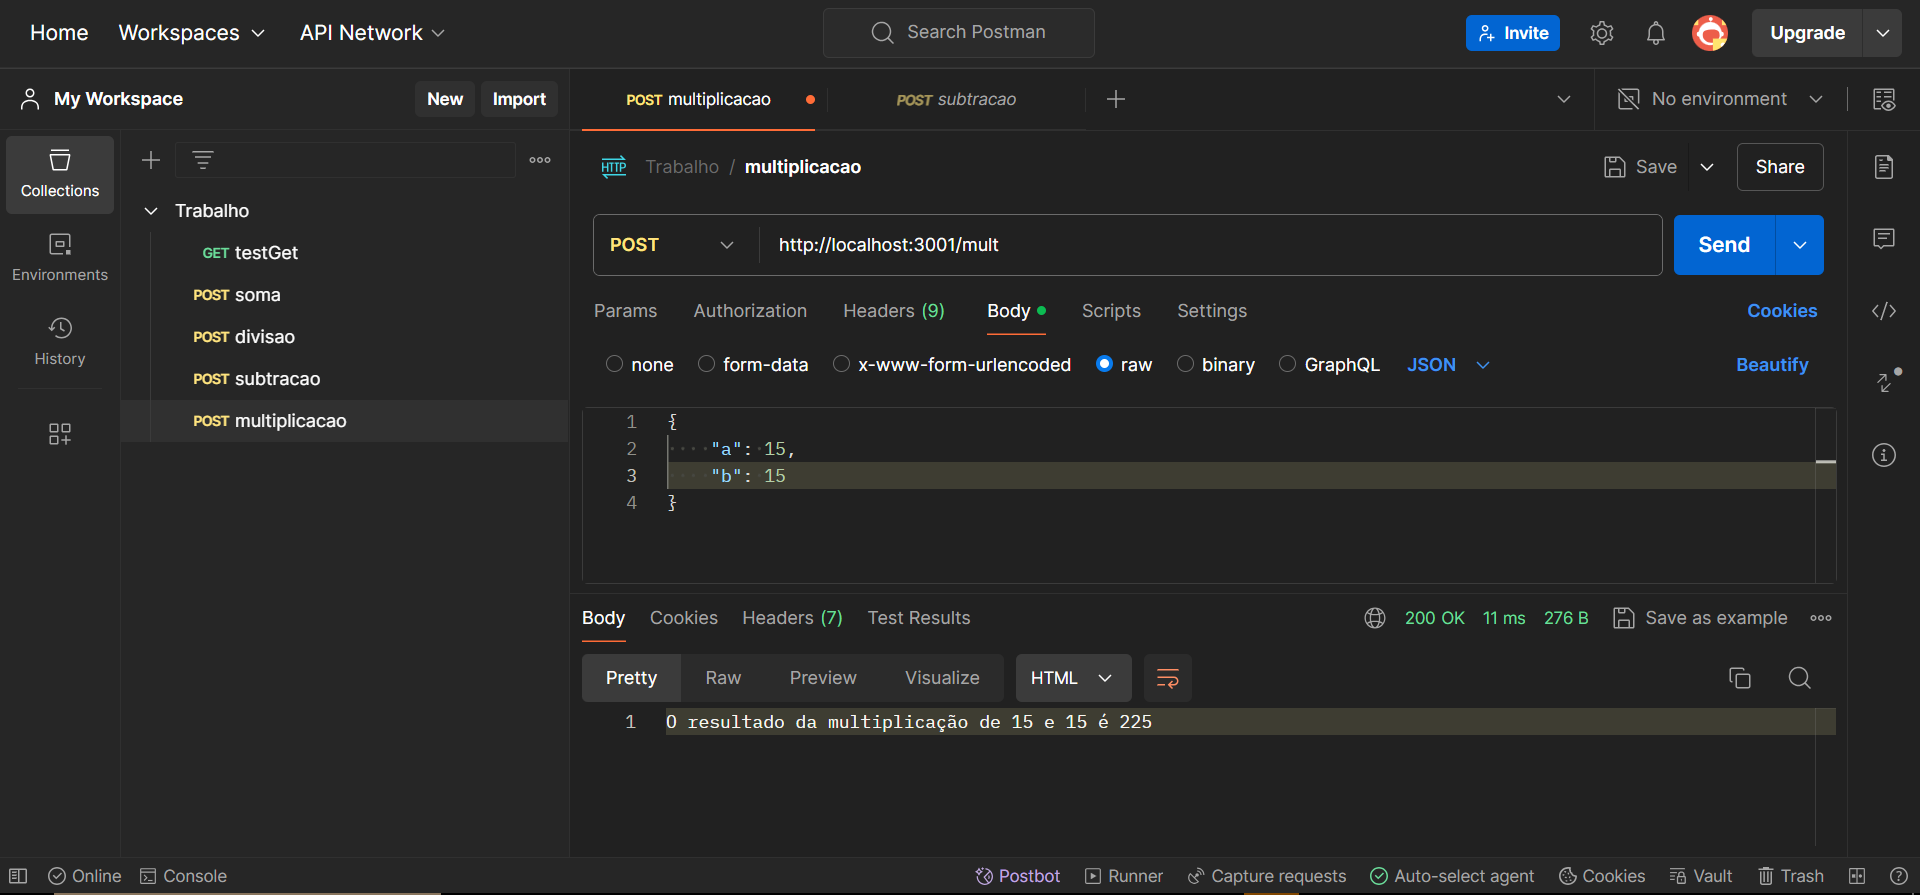 Home Workspaces API Network Search Postman Invite Upgrade
My Workspace New Import POST multiplicacao POST subtracao No environment
Collections
Environments
History
Trabalho
GET testGet
POST soma
POST divisao
POST subtracao
POST multiplicacao
HTTP Trabalho / multiplicacao Save Share
POST http://localhost:3001/mult Send
Params Authorization Headers (9) Body Scripts Settings Cookies
none form-data x-www-form-urlencoded raw binary GraphQL JSON Beautify
1 {
2 "a": 15,
3 "b": 15
4 }
Body Cookies Headers (7) Test Results 200 OK 11 ms 276 B Save as example
Pretty Raw Preview Visualize HTML
1 O resultado da multiplicação de 15 e 15 é 225
Online Console Postbot Runner Capture requests Auto-select agent Cookies Vault Trash